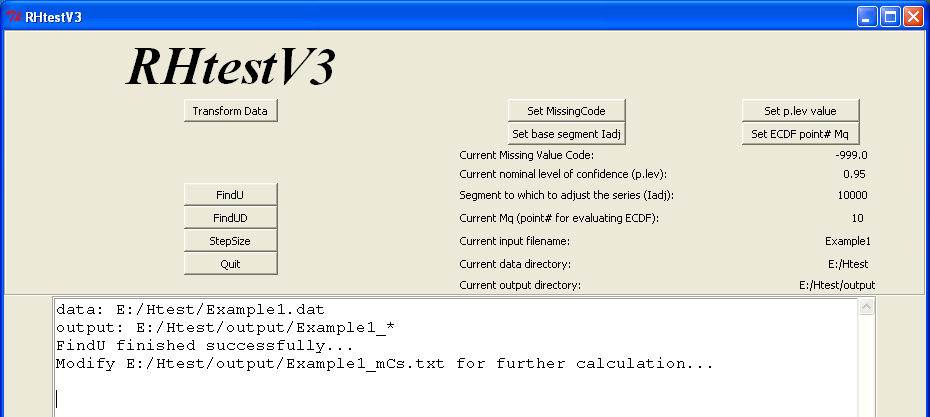 RHtestV3
RHtestV3
Transform Data
Set MissingCode
Set p.lev value
Set base segment Iadj
Set ECDF point# Mq
Current Missing Value Code: -999.0
Current nominal level of confidence (p.lev): 0.95
FindU
Segment to which to adjust the series (Iadj): 10000
FindUD
Current Mq (point# for evaluating ECDF): 10
StepSize
Current input filename: Example1
Quit
Current data directory: E:/Htest
Current output directory: E:/Htest/output
data: E:/Htest/Example1.dat
output: E:/Htest/output/Example1_*
FindU finished successfully...
Modify E:/Htest/output/Example1_mCs.txt for further calculation...